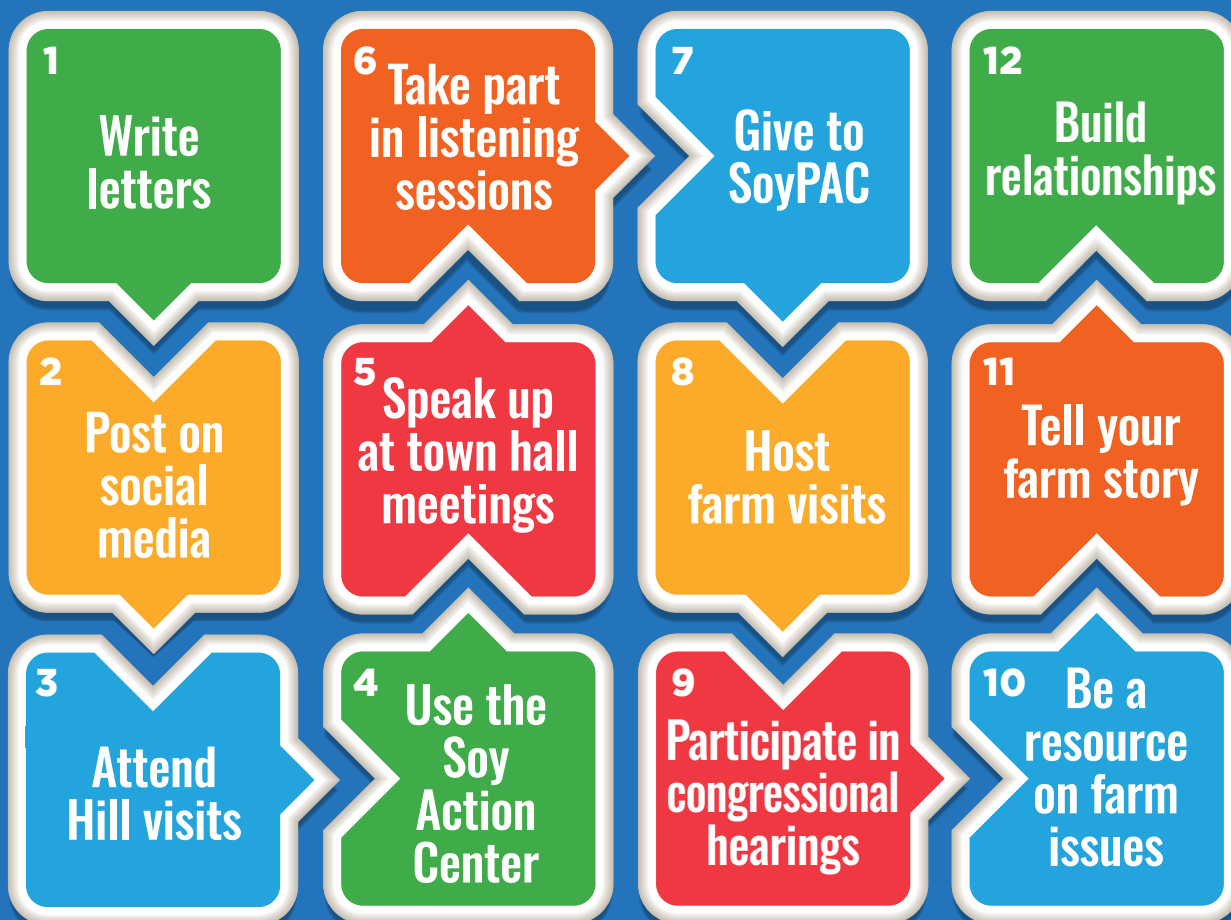 1
Write
letters
2
Post on
social
media
3
Attend
Hill visits
4
Use the
Soy
Action
Center
5
Speak up
at town hall
meetings
6
Take part
in listening
sessions
7
Give to
SoyPAC
8
Host
farm visits
9
Participate in
congressional
hearings
10
Be a
resource
on farm
issues
11
Tell your
farm story
12
Build
relationships